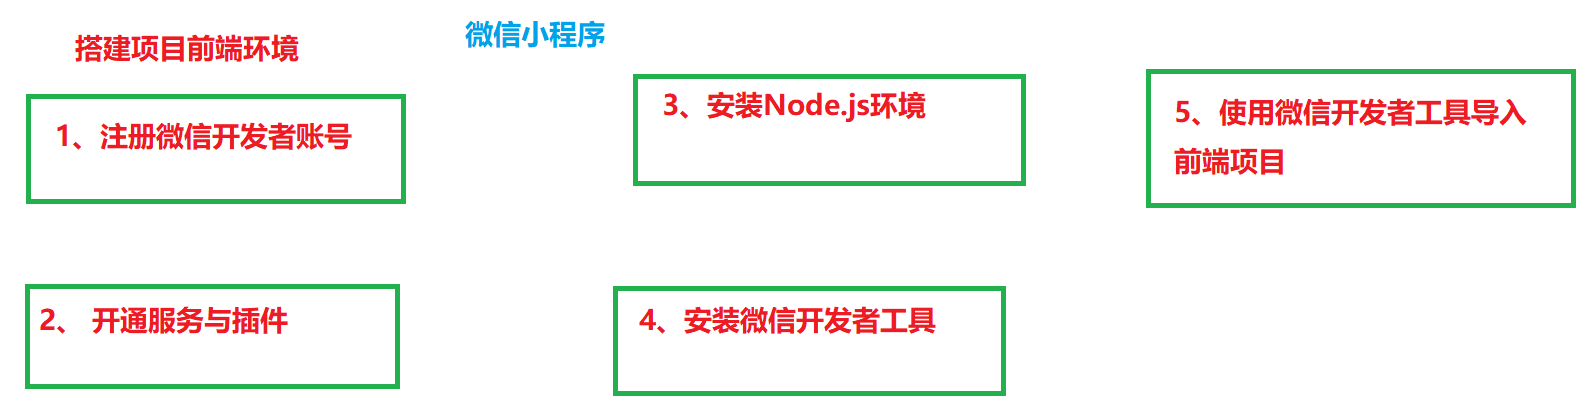 搭建项目前端环境
微信小程序
1、注册微信开发者账号
2、 开通服务与插件
3、安装Node.js环境
4、安装微信开发者工具
5、使用微信开发者工具导入
前端项目